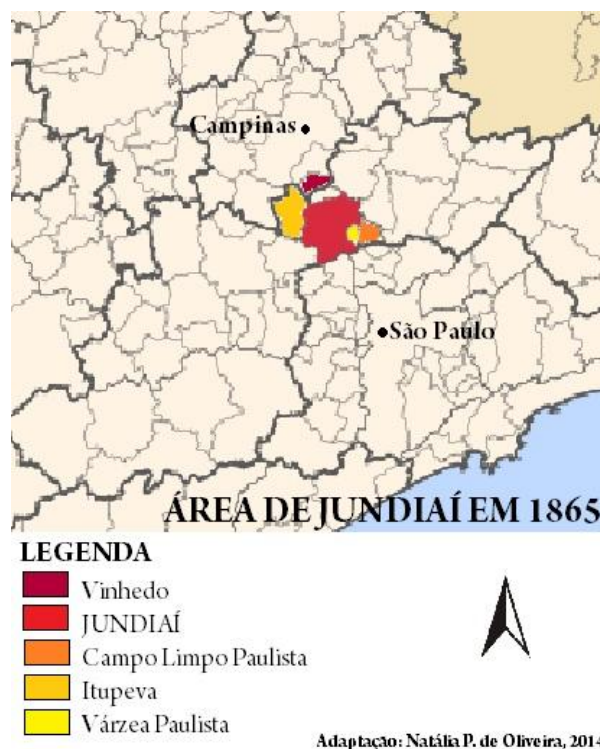 Campinas
São Paulo
ÁREA DE JUNDIAÍ EM 1865
LEGENDA
Vinhedo
JUNDIAÍ
Campo Limpo Paulista
Itupeva
Várzea Paulista
Adaptação: Natália P. de Oliveira, 2014